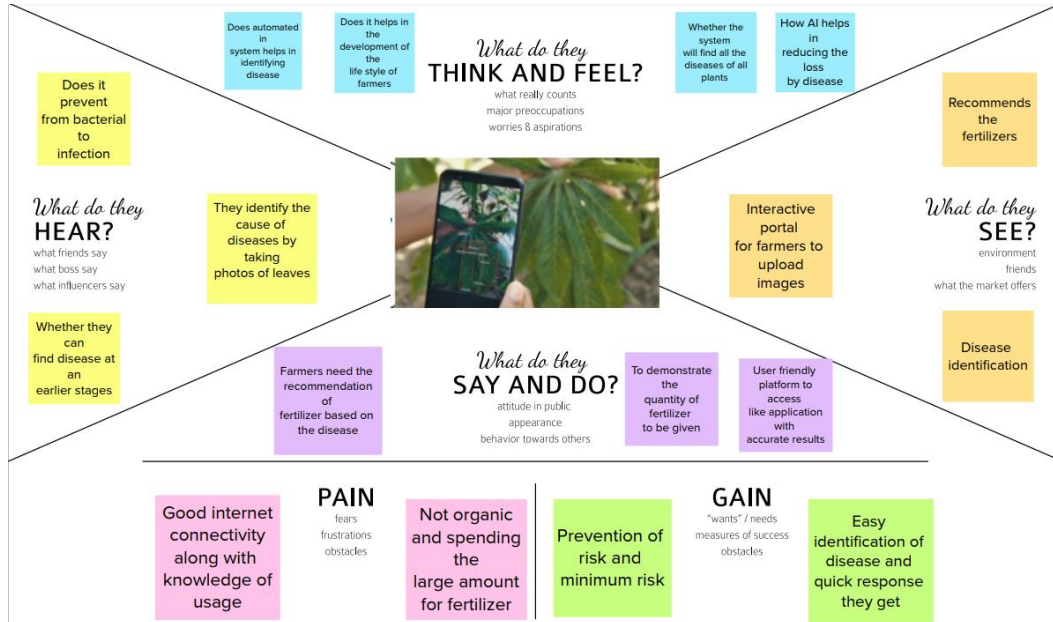 Does automated
in
system helps in
identifying
disease
Does it helps in
the
development of
the
life style of
farmers
What do they
THINK AND FEEL?
what really counts
major preoccupations
worries & aspirations
Whether the
system
will find all the
diseases of all
plants
How AI helps
in
reducing the
loss
by disease
Does it
prevent
from bacterial
to
infection
What do they
HEAR?
what friends say
what boss say
what influencers say
They identify the
cause of
diseases by
taking
photos of leaves
Whether they
can
find disease at
an
earlier stages
Recommends
the
fertilizers
Interactive
portal
for farmers to
upload
images
What do they
SEE?
environment
friends
what the market offers
Disease
identification
Farmers need the
recommendation
of
fertilizer based on
the disease
What do they
SAY AND DO?
attitude in public
appearance
behavior towards others
To demonstrate
the
quantity of
fertilizer
to be given
User friendly
platform to
access
like application
with
accurate results
Good internet
connectivity
along with
knowledge of
usage
PAIN
fears
frustrations
obstacles
Not organic
and spending
the
large amount
for fertilizer
Prevention of
risk and
minimum risk
GAIN
"wants" / needs
measures of success
obstacles
Easy
identification of
disease and
quick response
they get